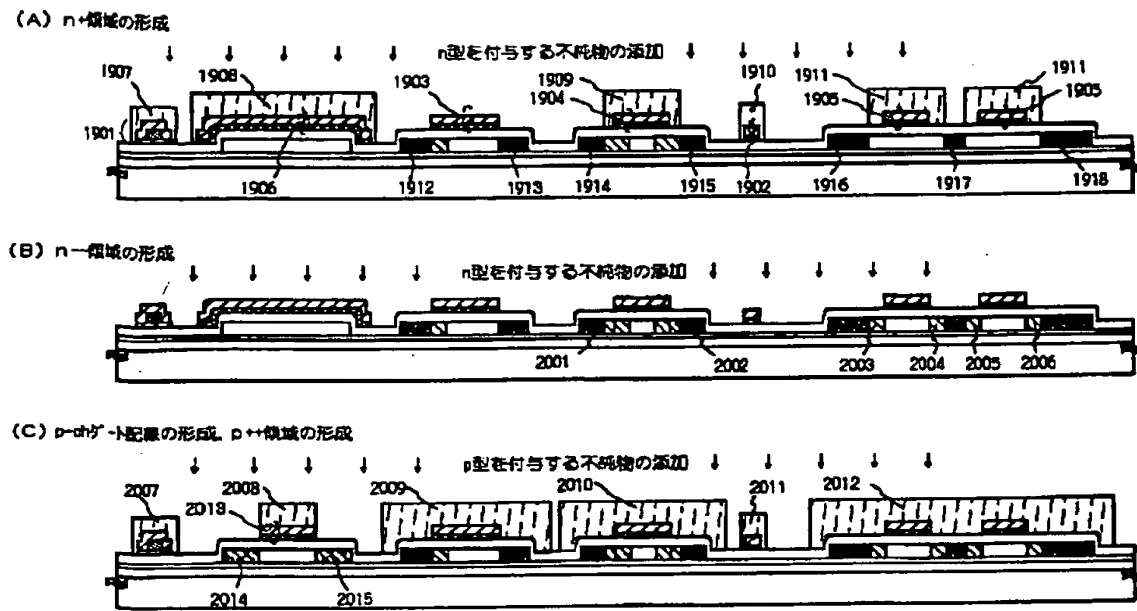 (A) n+領域の形成
n型を付与する不純物の添加
1907 1908 1903 1909 1910 1911 1911
1904 1905 1905
1901
1906 1912 1913 1914 1915 1902 1916 1917 1918
(B) n--領域の形成
n型を付与する不純物の添加
2001 2002 2003 2004 2005 2006
(C) p-chゲート配線の形成、p++領域の形成
p型を付与する不純物の添加
2007 2008 2009 2010 2011 2012
2013
2014 2015